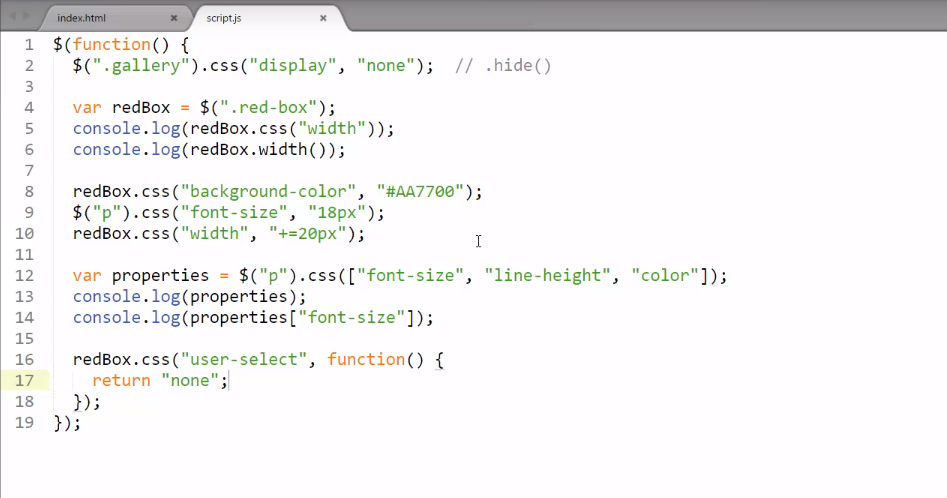 index.html × script.js ×
1 $(function() {
2 $(".gallery").css("display", "none"); // .hide()
3
4 var redBox = $(".red-box");
5 console.log(redBox.css("width"));
6 console.log(redBox.width());
7
8 redBox.css("background-color", "#AA7700");
9 $("p").css("font-size", "18px");
10 redBox.css("width", "+=20px");
11
12 var properties = $("p").css(["font-size", "line-height", "color"]);
13 console.log(properties);
14 console.log(properties["font-size"]);
15
16 redBox.css("user-select", function() {
17 return "none";
18 });
19 });